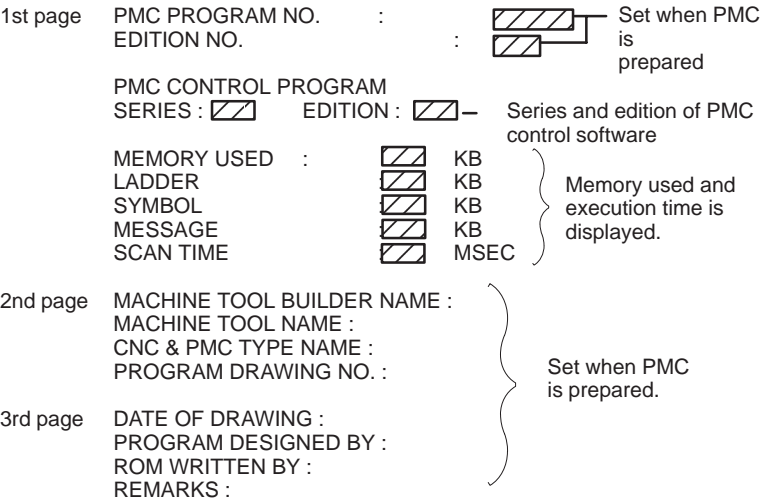 1st page PMC PROGRAM NO. : Set when PMC
EDITION NO. : is
prepared
PMC CONTROL PROGRAM
SERIES : EDITION : Series and edition of PMC
control software
MEMORY USED : KB
LADDER : KB
SYMBOL : KB
MESSAGE : KB
SCAN TIME : MSEC
Memory used and
execution time is
displayed.
2nd page MACHINE TOOL BUILDER NAME :
MACHINE TOOL NAME :
CNC & PMC TYPE NAME :
PROGRAM DRAWING NO. :
Set when PMC
is prepared.
3rd page DATE OF DRAWING :
PROGRAM DESIGNED BY :
ROM WRITTEN BY :
REMARKS :